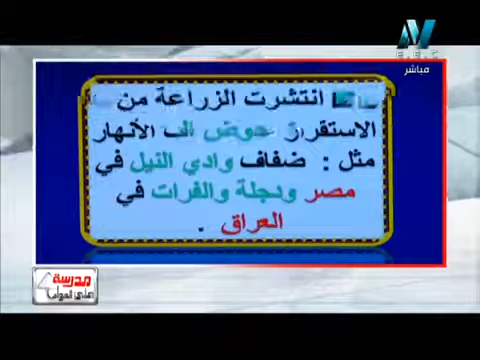 مباشر
انتشرت الزراعة من
الاستقرار حوض الأنهار
مثل : ضفاف وادي النيل في
مصر ودجلة والفرات في
العراق .
مدرسة
على الهواء